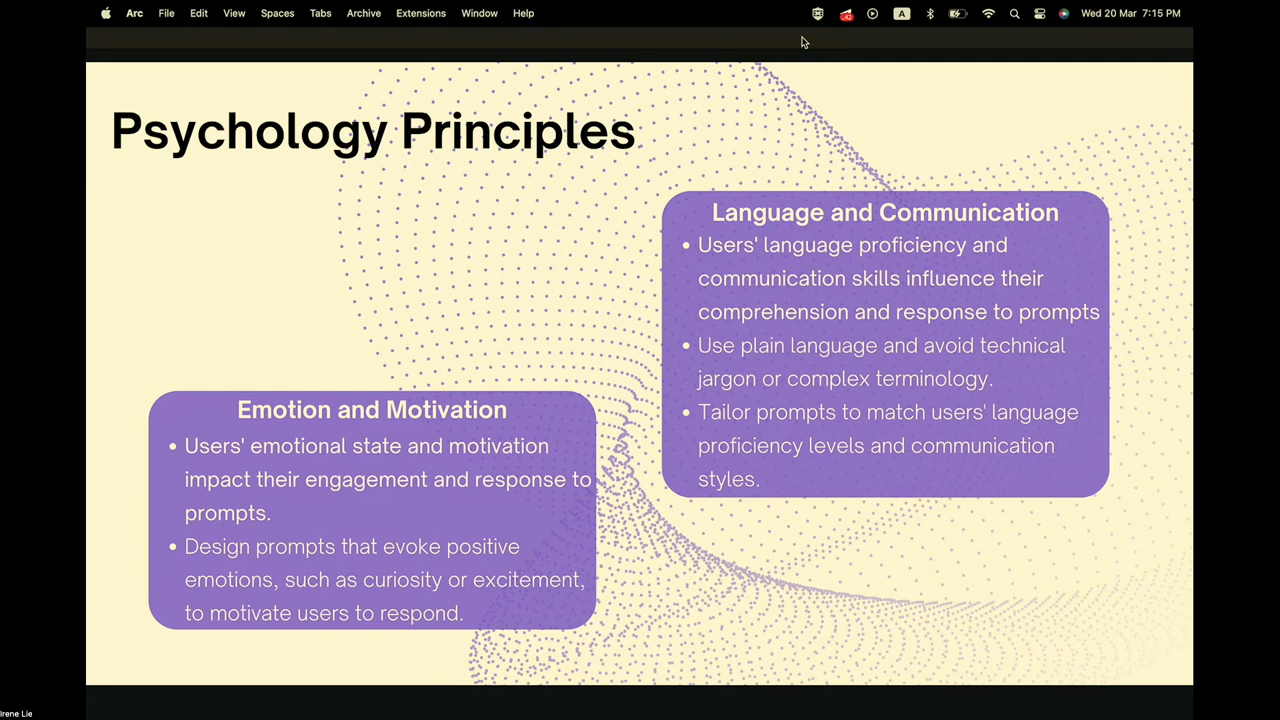 Arc File Edit View Spaces Tabs Archive Extensions Window Help A Wed 20 Mar 7:15 PM
Psychology Principles
Language and Communication
• Users' language proficiency and
communication skills influence their
comprehension and response to prompts
• Use plain language and avoid technical
jargon or complex terminology.
• Tailor prompts to match users' language
proficiency levels and communication
styles.
Emotion and Motivation
• Users' emotional state and motivation
impact their engagement and response to
prompts.
• Design prompts that evoke positive
emotions, such as curiosity or excitement,
to motivate users to respond.
Irene Lie